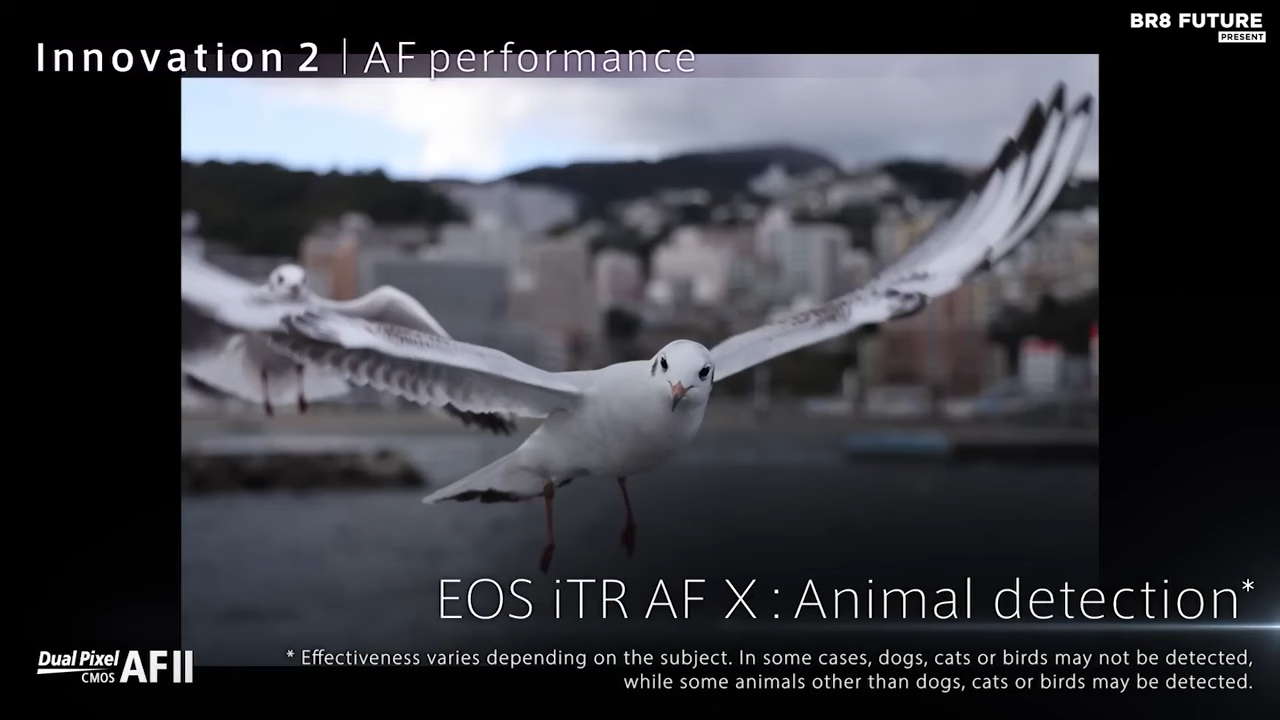 BR8 FUTURE
PRESENT
Innovation 2 | AF performance
EOS iTR AF X : Animal detection*
Dual Pixel
CMOS AF II
* Effectiveness varies depending on the subject. In some cases, dogs, cats or birds may not be detected,
while some animals other than dogs, cats or birds may be detected.